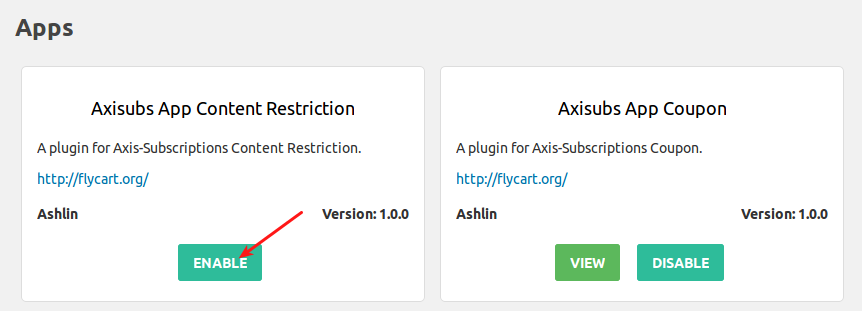 Apps
Axisubs App Content Restriction
A plugin for Axis-Subscriptions Content Restriction.
http://flycart.org/
Ashlin Version: 1.0.0
ENABLE
Axisubs App Coupon
A plugin for Axis-Subscriptions Coupon.
http://flycart.org/
Ashlin Version: 1.0.0
VIEW DISABLE